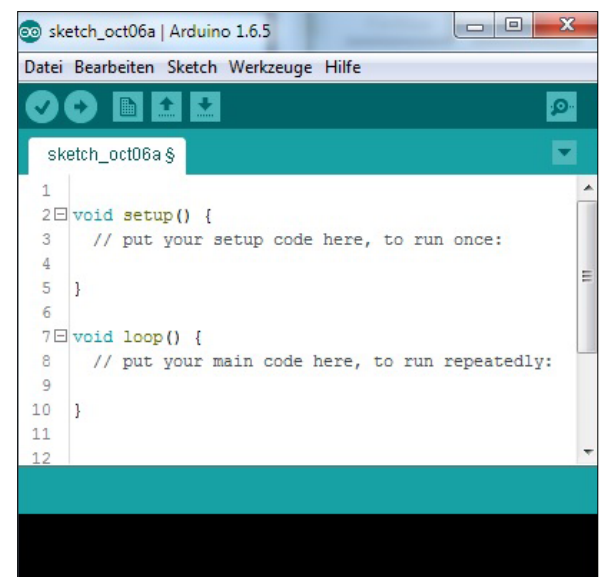 sketch_oct06a | Arduino 1.6.5
Datei Bearbeiten Sketch Werkzeuge Hilfe
sketch_oct06a §
1
2 void setup() {
3 // put your setup code here, to run once:
4
5 }
6
7 void loop() {
8 // put your main code here, to run repeatedly:
9
10 }
11
12